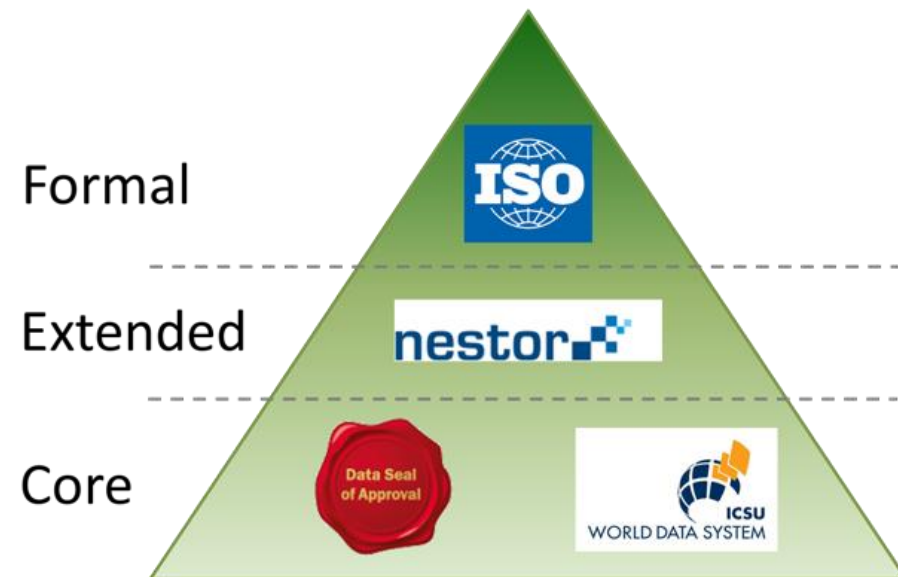 Formal
ISO
Extended
nestor
Core
Data Seal
of Approval
ICSU
WORLD DATA SYSTEM